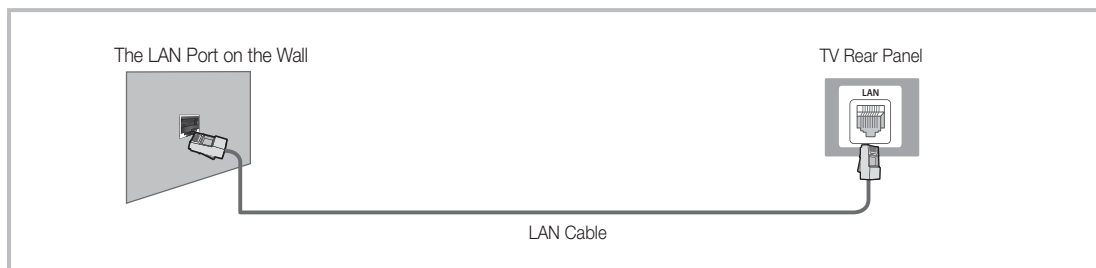 The LAN Port on the Wall
TV Rear Panel
LAN
LAN Cable